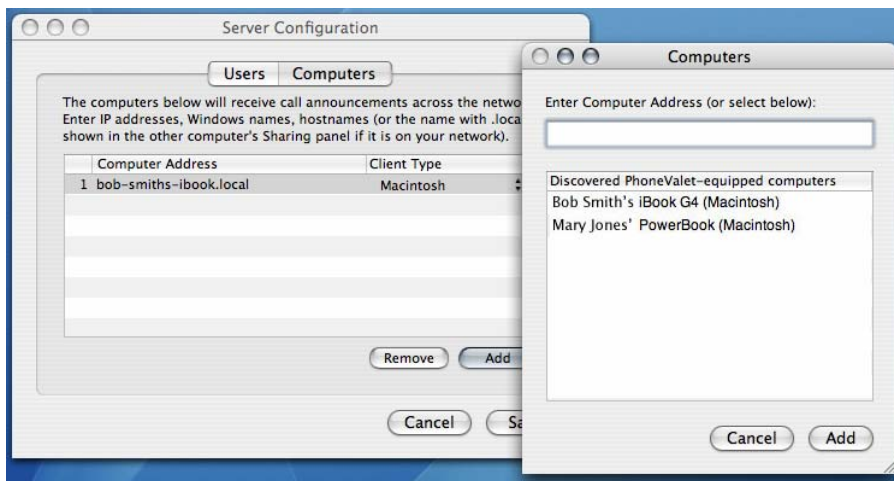 Server Configuration
Users Computers
The computers below will receive call announcements across the netwo
Enter IP addresses, Windows names, hostnames (or the name with .loca
shown in the other computer's Sharing panel if it is on your network).
Computer Address Client Type
1 bob-smiths-ibook.local Macintosh
Remove Add
Cancel Sa
Computers
Enter Computer Address (or select below):
Discovered PhoneValet-equipped computers
Bob Smith's iBook G4 (Macintosh)
Mary Jones' PowerBook (Macintosh)
Cancel Add